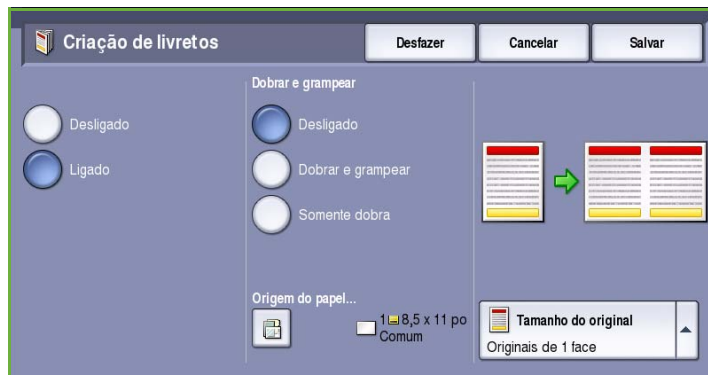 Criação de livretos
Desfazer
Cancelar
Salvar
Desligado
Ligado
Dobrar e grampear
Desligado
Dobrar e grampear
Somente dobra
Origem do papel...
1 8,5 x 11 po
Comum
Tamanho do original
Originais de 1 face